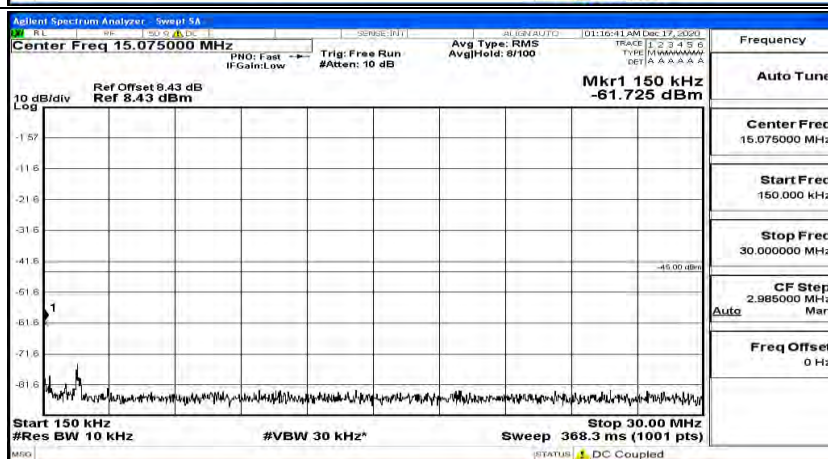 Agilent Spectrum Analyzer - Swept SA
RL RF 50 Ω DC SENSE:INT ALIGNAUTO 01:16:41 AM Dec 17, 2020
Center Freq 15.075000 MHz
PNO: Fast
IFGain:Low
Trig: Free Run
#Atten: 10 dB
Avg Type: RMS
Avg|Hold: 8/100
TRACE 1 2 3 4 5 6
TYPE MWWWWW
DET A A A A A A
Mkr1 150 kHz
-61.725 dBm
Ref Offset 8.43 dB
10 dB/div Ref 8.43 dBm
Log
-1.57
-11.6
-21.6
-31.6
-41.6
-45.00 dBm
-51.6
1
-61.6
-71.6
-81.6
Start 150 kHz Stop 30.00 MHz
#Res BW 10 kHz #VBW 30 kHz* Sweep 368.3 ms (1001 pts)
MSG STATUS DC Coupled
Frequency
Auto Tune
Center Freq
15.075000 MHz
Start Freq
150.000 kHz
Stop Freq
30.000000 MHz
CF Step
2.985000 MHz
Auto Man
Freq Offset
0 Hz